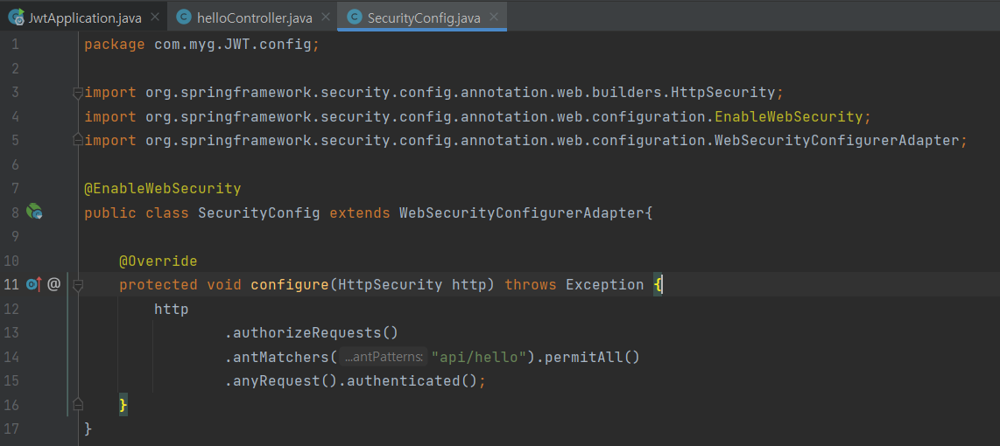 JwtApplication.java × helloController.java × SecurityConfig.java ×
1 package com.myg.JWT.config;
2
3 import org.springframework.security.config.annotation.web.builders.HttpSecurity;
4 import org.springframework.security.config.annotation.web.configuration.EnableWebSecurity;
5 import org.springframework.security.config.annotation.web.configuration.WebSecurityConfigurerAdapter;
6
7 @EnableWebSecurity
8 public class SecurityConfig extends WebSecurityConfigurerAdapter{
9
10 @Override
11 @ protected void configure(HttpSecurity http) throws Exception {
12 http
13 .authorizeRequests()
14 .antMatchers( ...antPatterns: "api/hello").permitAll()
15 .anyRequest().authenticated();
16 }
17 }